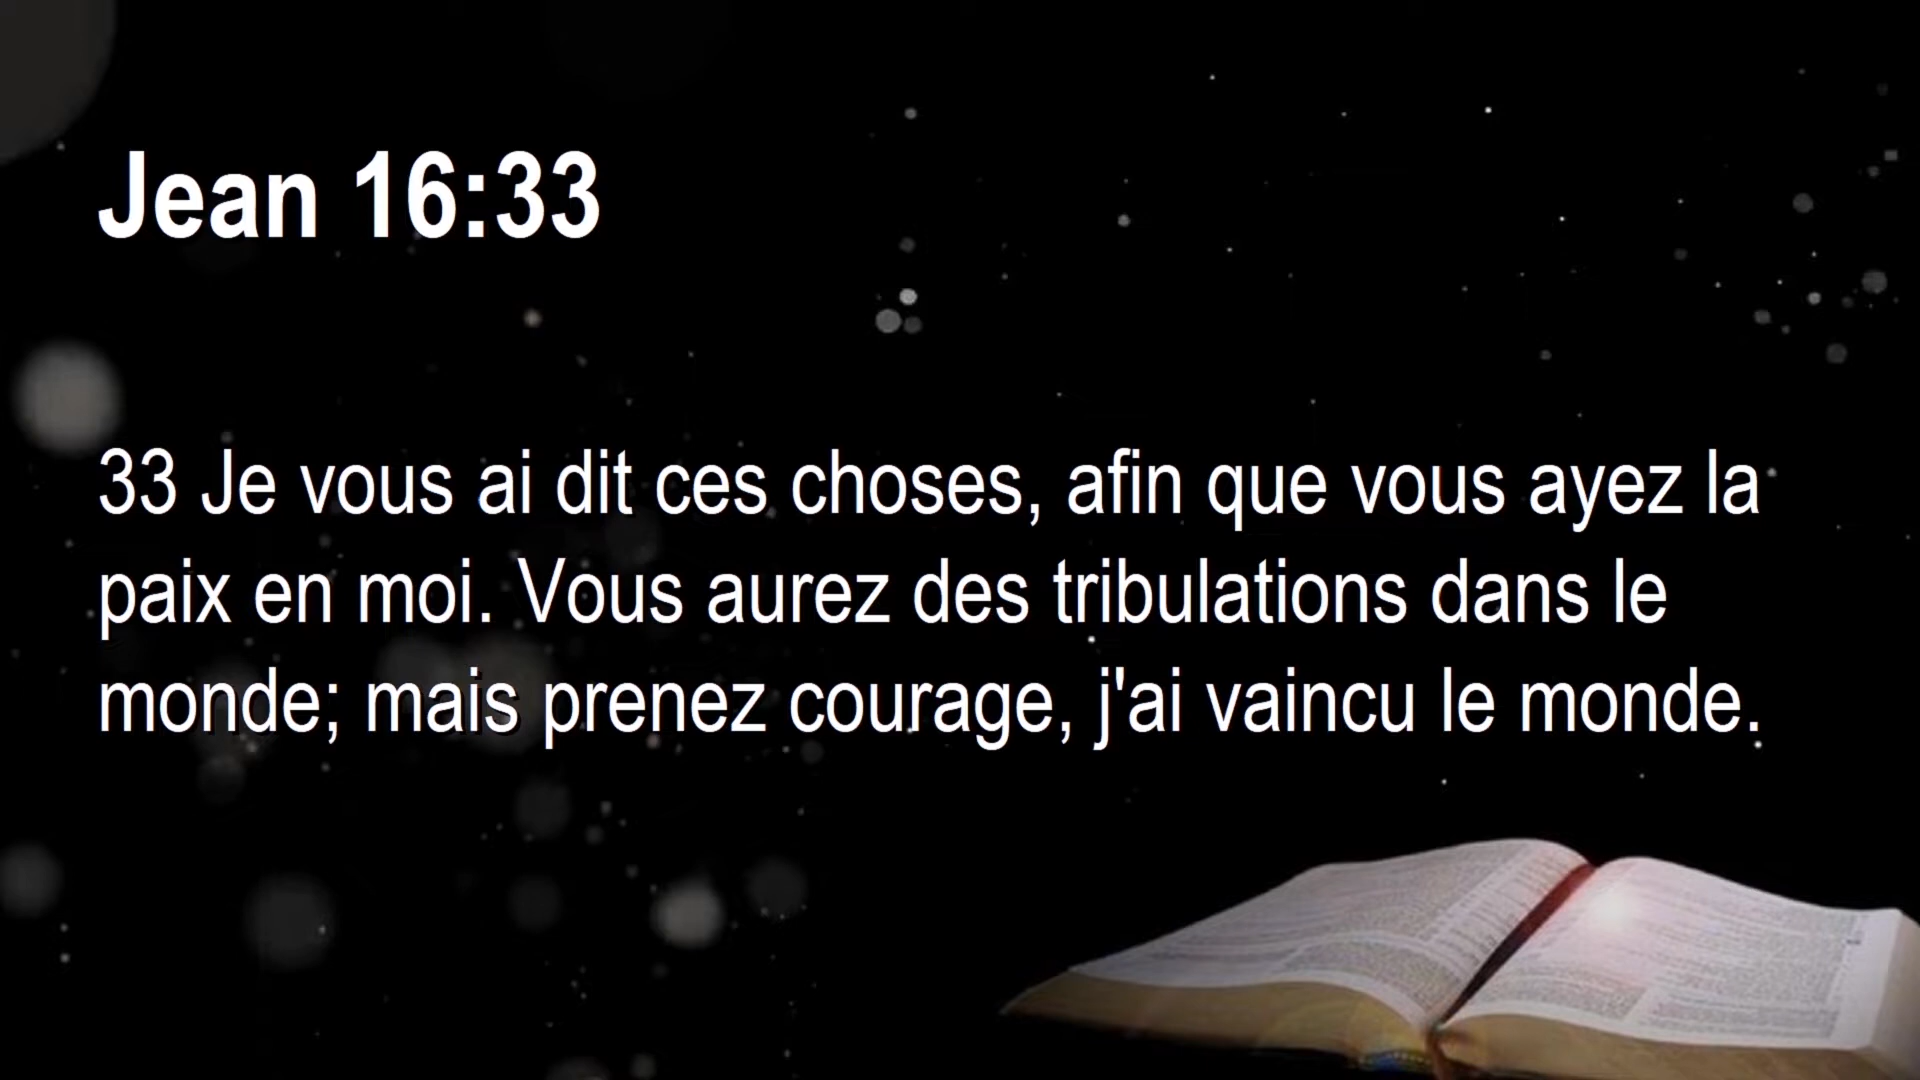 Jean 16:33
33 Je vous ai dit ces choses, afin que vous ayez la
paix en moi. Vous aurez des tribulations dans le
monde; mais prenez courage, j'ai vaincu le monde.